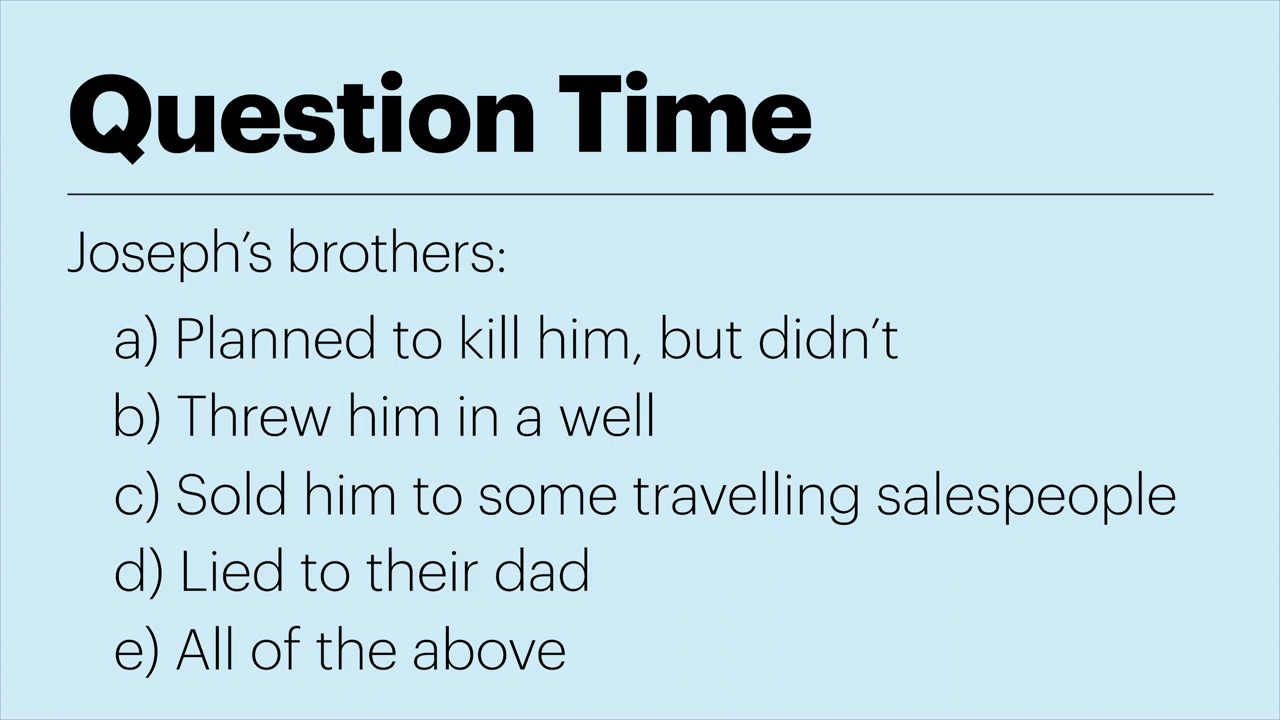 Question Time
Joseph’s brothers:
a) Planned to kill him, but didn’t
b) Threw him in a well
c) Sold him to some travelling salespeople
d) Lied to their dad
e) All of the above